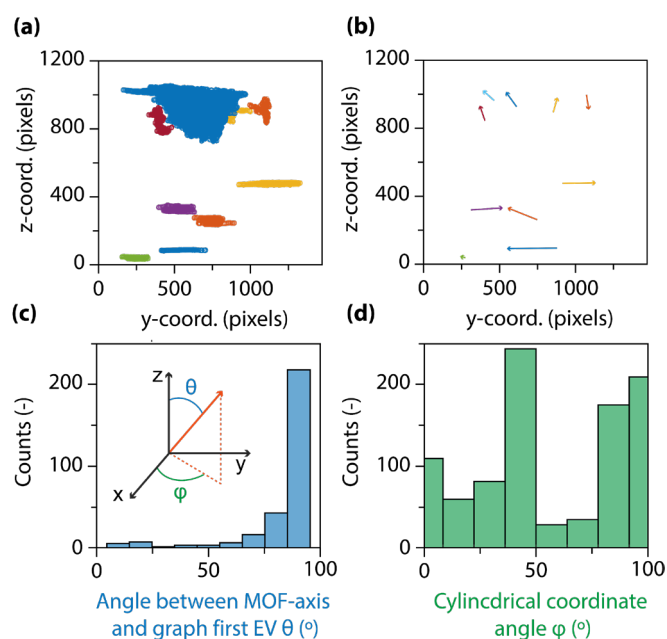 (a)
(b)
1200
800
400
0
z-coord. (pixels)
0
500
1000
y-coord. (pixels)
1200
800
400
0
z-coord. (pixels)
0
500
1000
y-coord. (pixels)
(c)
(d)
200
100
0
Counts (-)
z
θ
y
x
φ
0
50
100
Angle between MOF-axis
and graph first EV θ (º)
200
100
0
Counts (-)
0
50
100
Cylincdrical coordinate
angle φ (º)